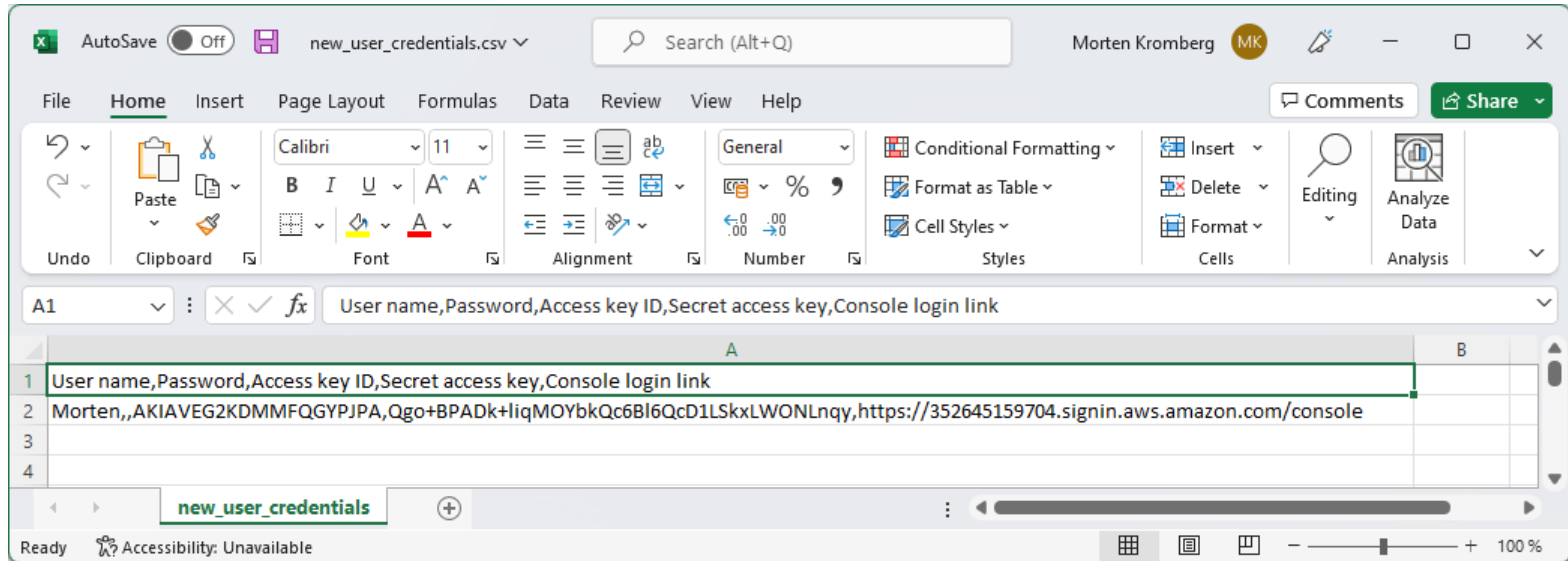 AutoSave Off new_user_credentials.csv Search (Alt+Q) Morten Kromberg MK
File Home Insert Page Layout Formulas Data Review View Help Comments Share
Calibri 11 General Conditional Formatting Insert
Paste B I U A A % Format as Table Delete Editing Analyze Data
A Cell Styles Format
Undo Clipboard Font Alignment Number Styles Cells Analysis
A1 fx User name,Password,Access key ID,Secret access key,Console login link
A B
1 User name,Password,Access key ID,Secret access key,Console login link
2 Morten,,AKIAVEG2KDMMFQGYPJPA,Qgo+BPADk+liqMOYbkQc6Bl6QcD1LSkxLWONLnqy,https://352645159704.signin.aws.amazon.com/console
3
4
new_user_credentials
Ready Accessibility: Unavailable 100 %